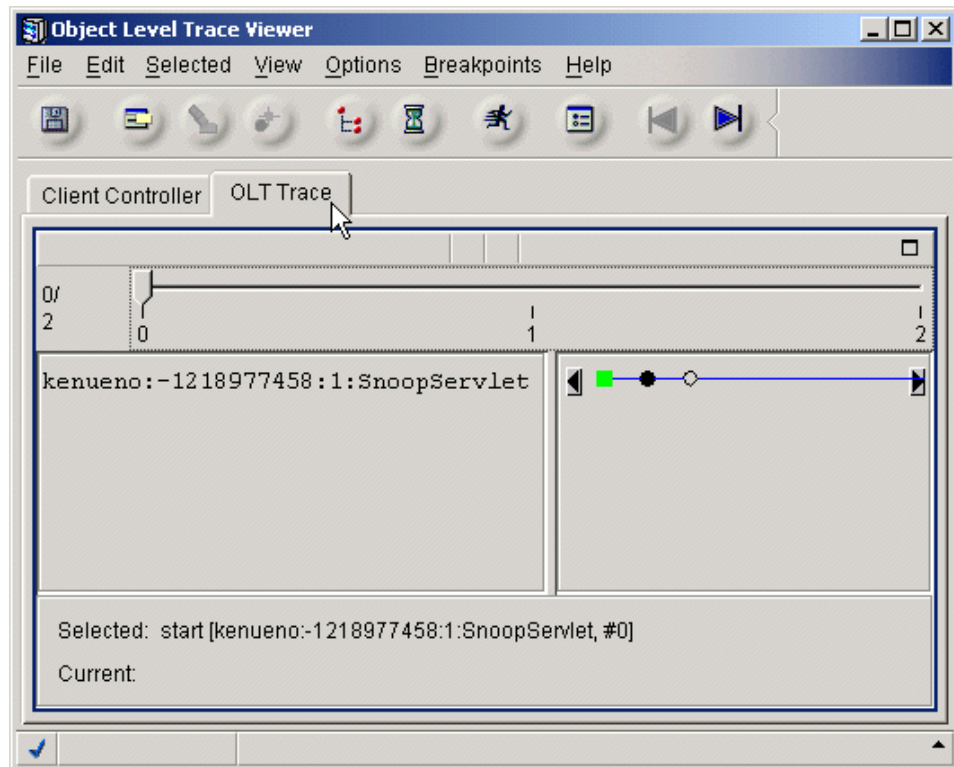 Object Level Trace Viewer
File Edit Selected View Options Breakpoints Help
Client Controller OLT Trace
0/
2
0 1 2
kenueno:-1218977458:1:SnoopServlet
Selected: start [kenueno:-1218977458:1:SnoopServlet, #0]
Current: